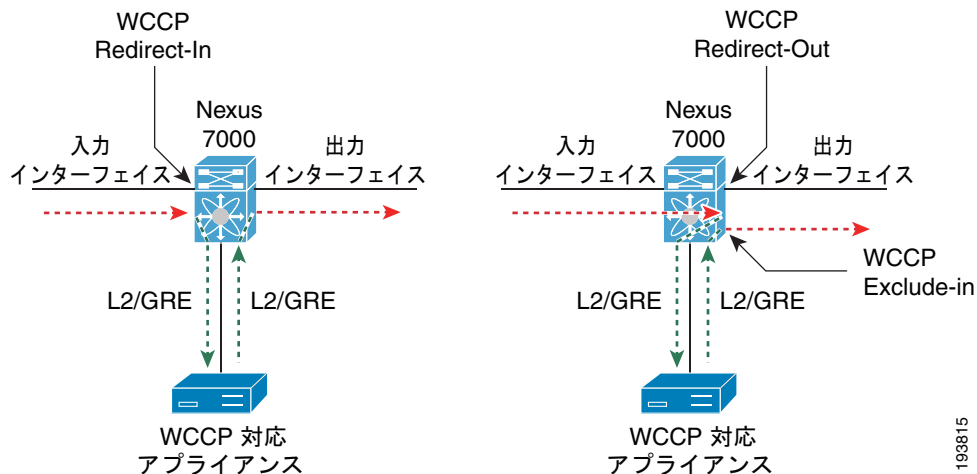 WCCP
Redirect-In
Nexus
7000
入力
インターフェイス
出力
インターフェイス
L2/GRE
L2/GRE
WCCP 対応
アプライアンス
WCCP
Redirect-Out
Nexus
7000
入力
インターフェイス
出力
インターフェイス
WCCP
Exclude-in
L2/GRE
L2/GRE
WCCP 対応
アプライアンス
193815